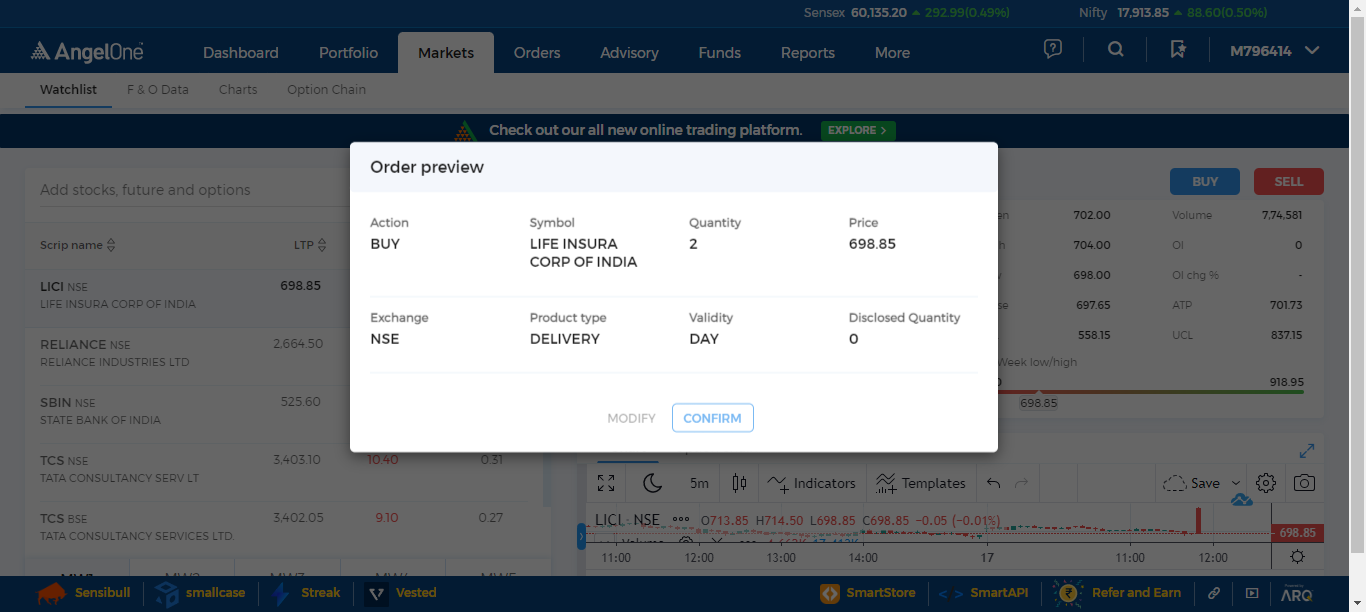 Sensex 60,135.20 292.99(0.49%) Nifty 17,913.85 88.60(0.50%)
AngelOne Dashboard Portfolio Markets Orders Advisory Funds Reports More M796414
Watchlist F & O Data Charts Option Chain
Check out our all new online trading platform. EXPLORE >
Order preview
Action Symbol Quantity Price
BUY LIFE INSURA 2 698.85
CORP OF INDIA
Exchange Product type Validity Disclosed Quantity
NSE DELIVERY DAY 0
MODIFY CONFIRM
Add stocks, future and options
Scrip name LTP
LICI NSE 698.85
LIFE INSURA CORP OF INDIA
RELIANCE NSE 2,664.50
RELIANCE INDUSTRIES LTD
SBIN NSE 525.60
STATE BANK OF INDIA
TCS NSE 3,403.10 10.40 0.31
TATA CONSULTANCY SERV LT
TCS BSE 3,402.05 9.10 0.27
TATA CONSULTANCY SERVICES LTD.
BUY SELL
702.00 Volume 7,74,581
704.00 OI 0
698.00 OI chg % -
697.65 ATP 701.73
558.15 UCL 837.15
Week low/high
918.95
698.85
5m Indicators Templates Save
LICI NSE O713.85 H714.50 L698.85 C698.85 −0.05 (−0.01%)
698.85
11:00 12:00 13:00 14:00 17 11:00 12:00
Sensibull smallcase Streak Vested SmartStore SmartAPI Refer and Earn ARQ